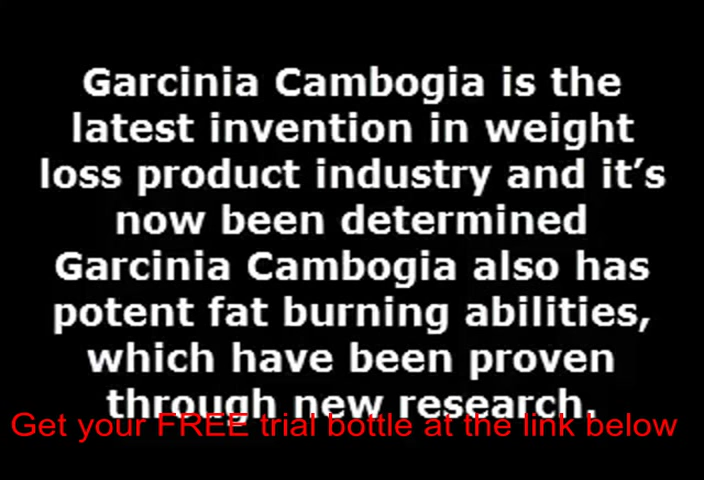 Garcinia Cambogia is the
latest invention in weight
loss product industry and it’s
now been determined
Garcinia Cambogia also has
potent fat burning abilities,
which have been proven
through new research.
Get your FREE trial bottle at the link below